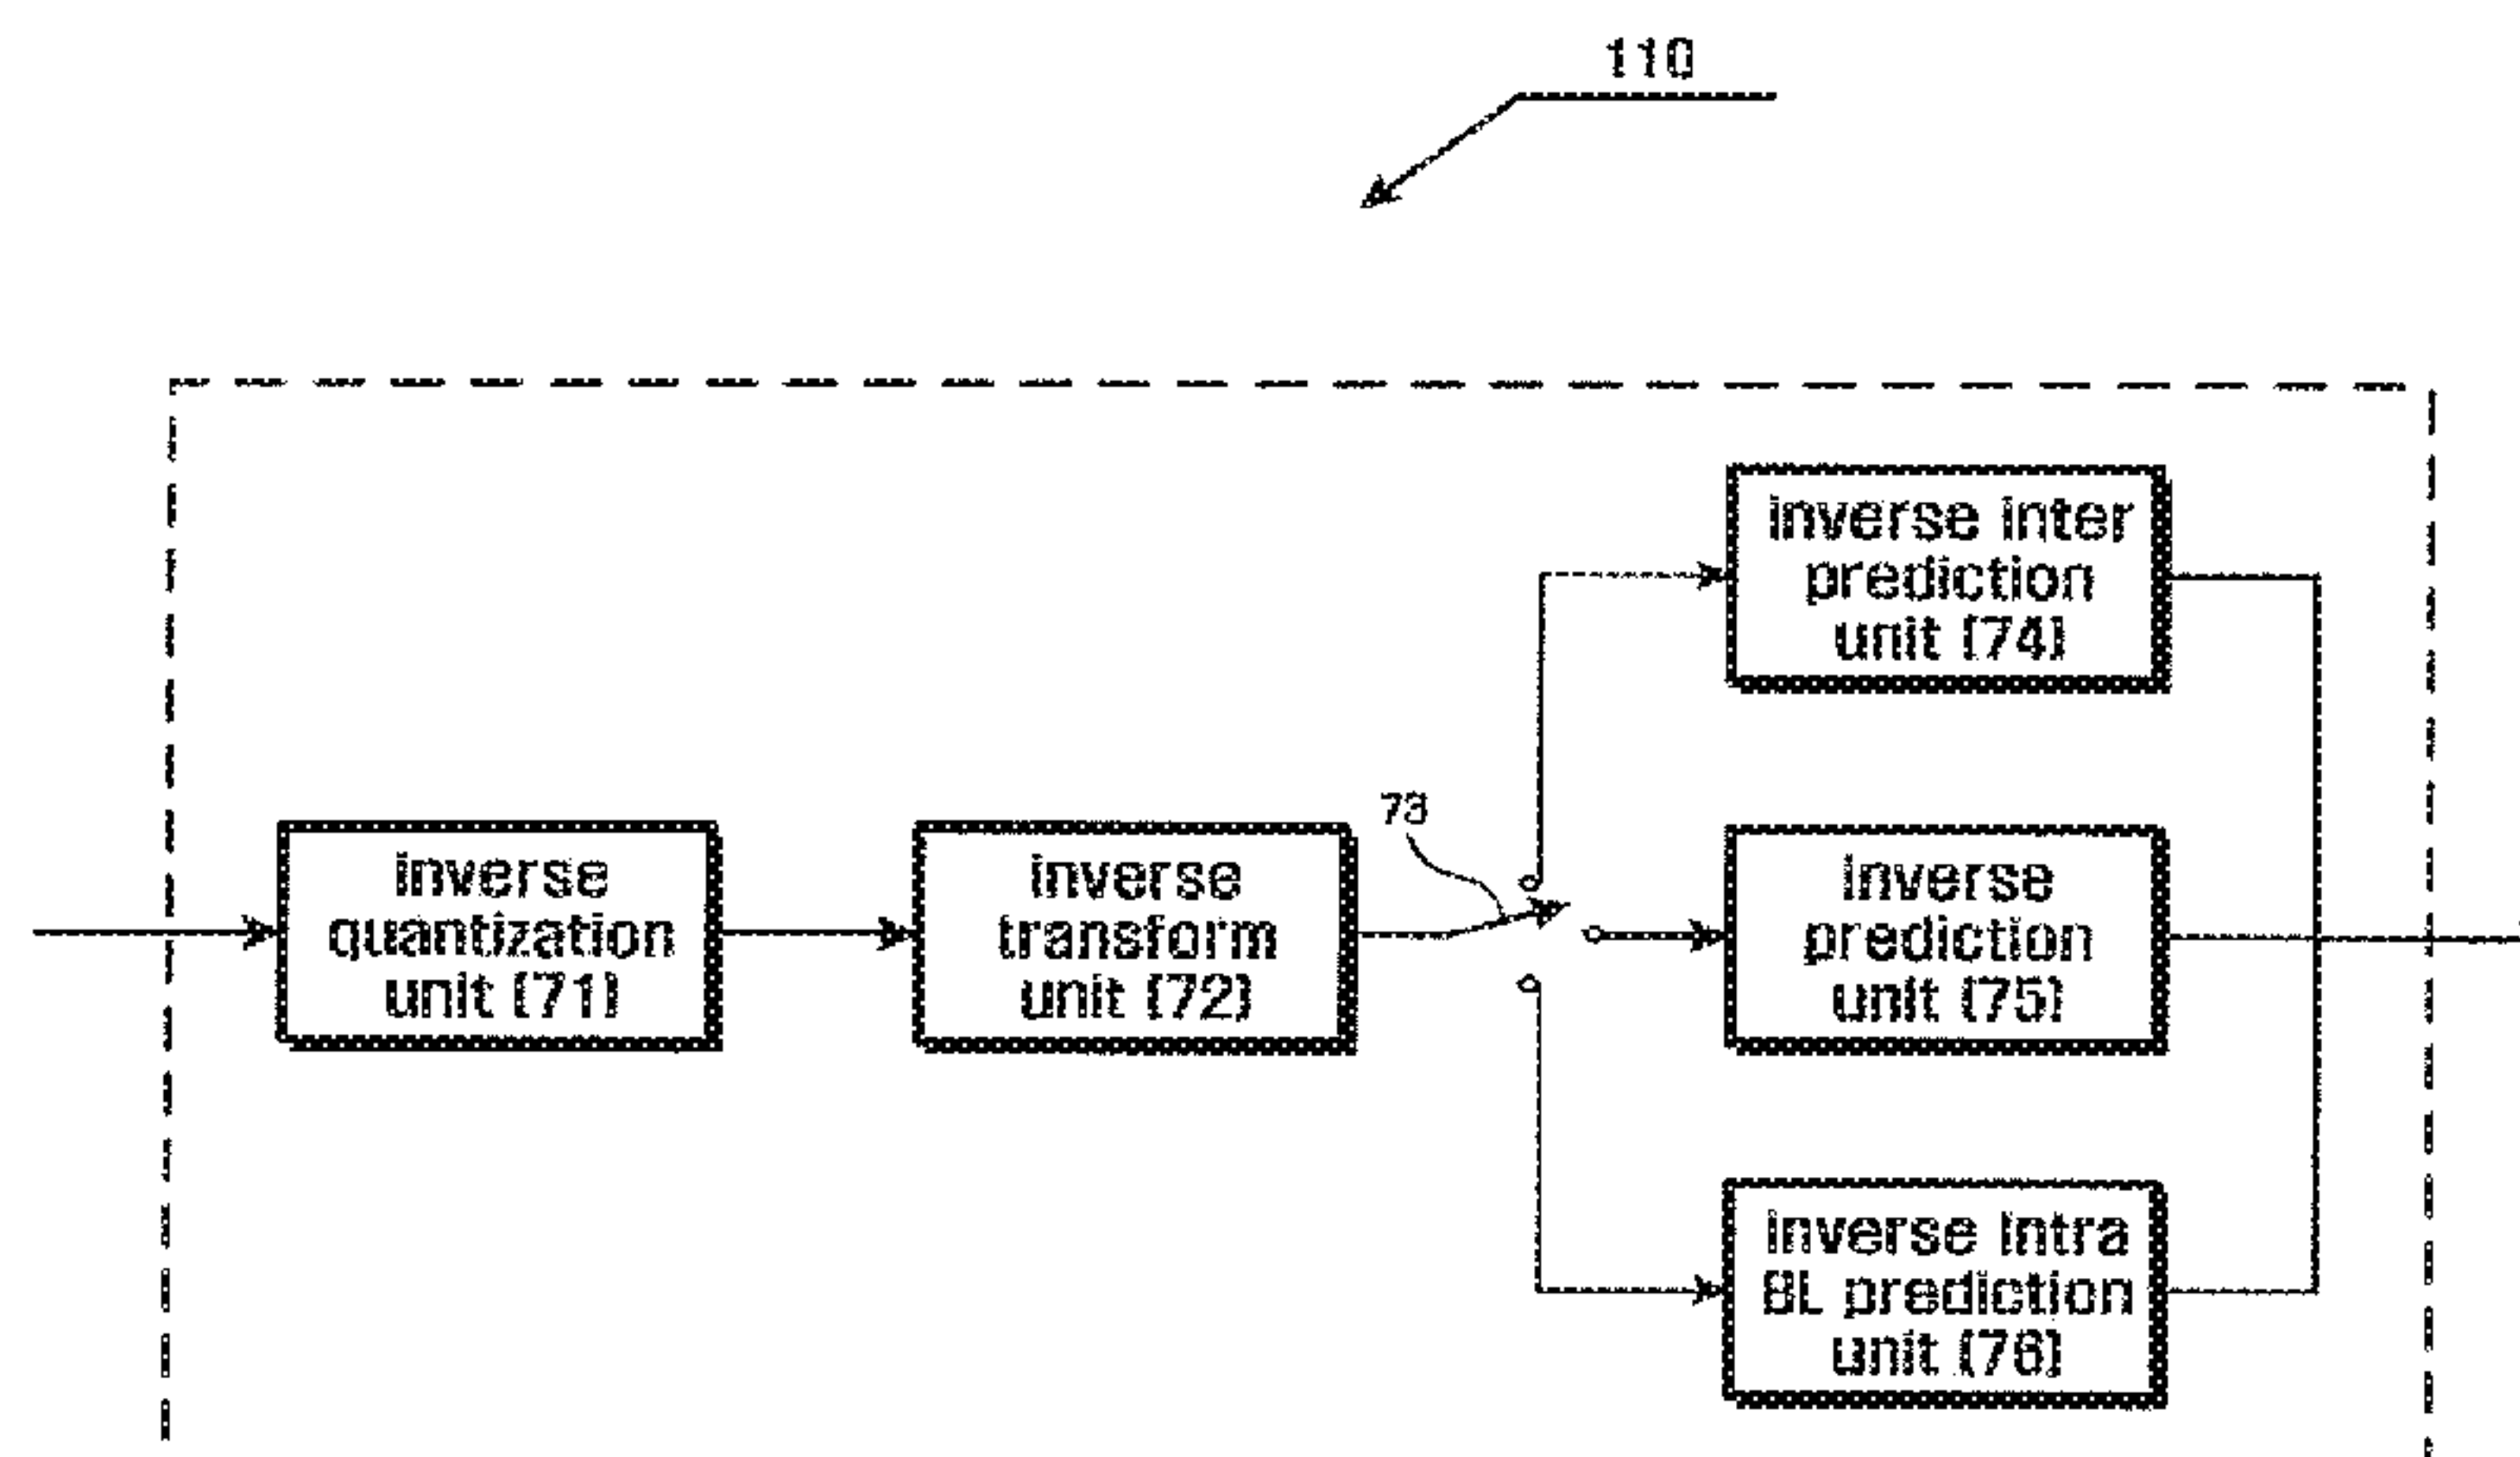 110
inverse inter
prediction
unit (74)
73
inverse
quantization
unit (71)
inverse
transform
unit (72)
inverse
prediction
unit (75)
inverse intra
BL prediction
unit (76)